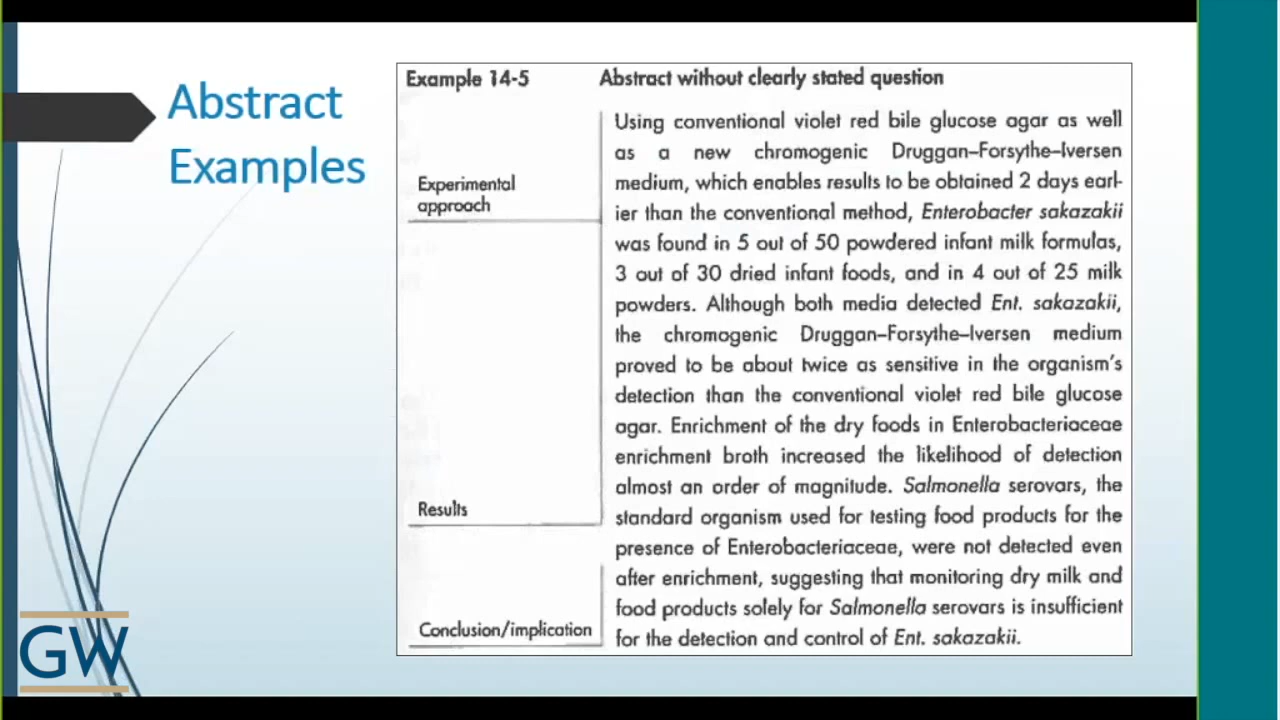 Abstract
Examples
Example 14-5 Abstract without clearly stated question
Using conventional violet red bile glucose agar as well
as a new chromogenic Druggan–Forsythe–Iversen
medium, which enables results to be obtained 2 days earl-
ier than the conventional method, Enterobacter sakazakii
was found in 5 out of 50 powdered infant milk formulas,
3 out of 30 dried infant foods, and in 4 out of 25 milk
powders. Although both media detected Ent. sakazakii,
the chromogenic Druggan–Forsythe–Iversen medium
proved to be about twice as sensitive in the organism's
detection than the conventional violet red bile glucose
agar. Enrichment of the dry foods in Enterobacteriaceae
enrichment broth increased the likelihood of detection
almost an order of magnitude. Salmonella serovars, the
standard organism used for testing food products for the
presence of Enterobacteriaceae, were not detected even
after enrichment, suggesting that monitoring dry milk and
food products solely for Salmonella serovars is insufficient
for the detection and control of Ent. sakazakii.
Experimental
approach
Results
Conclusion/implication
GW